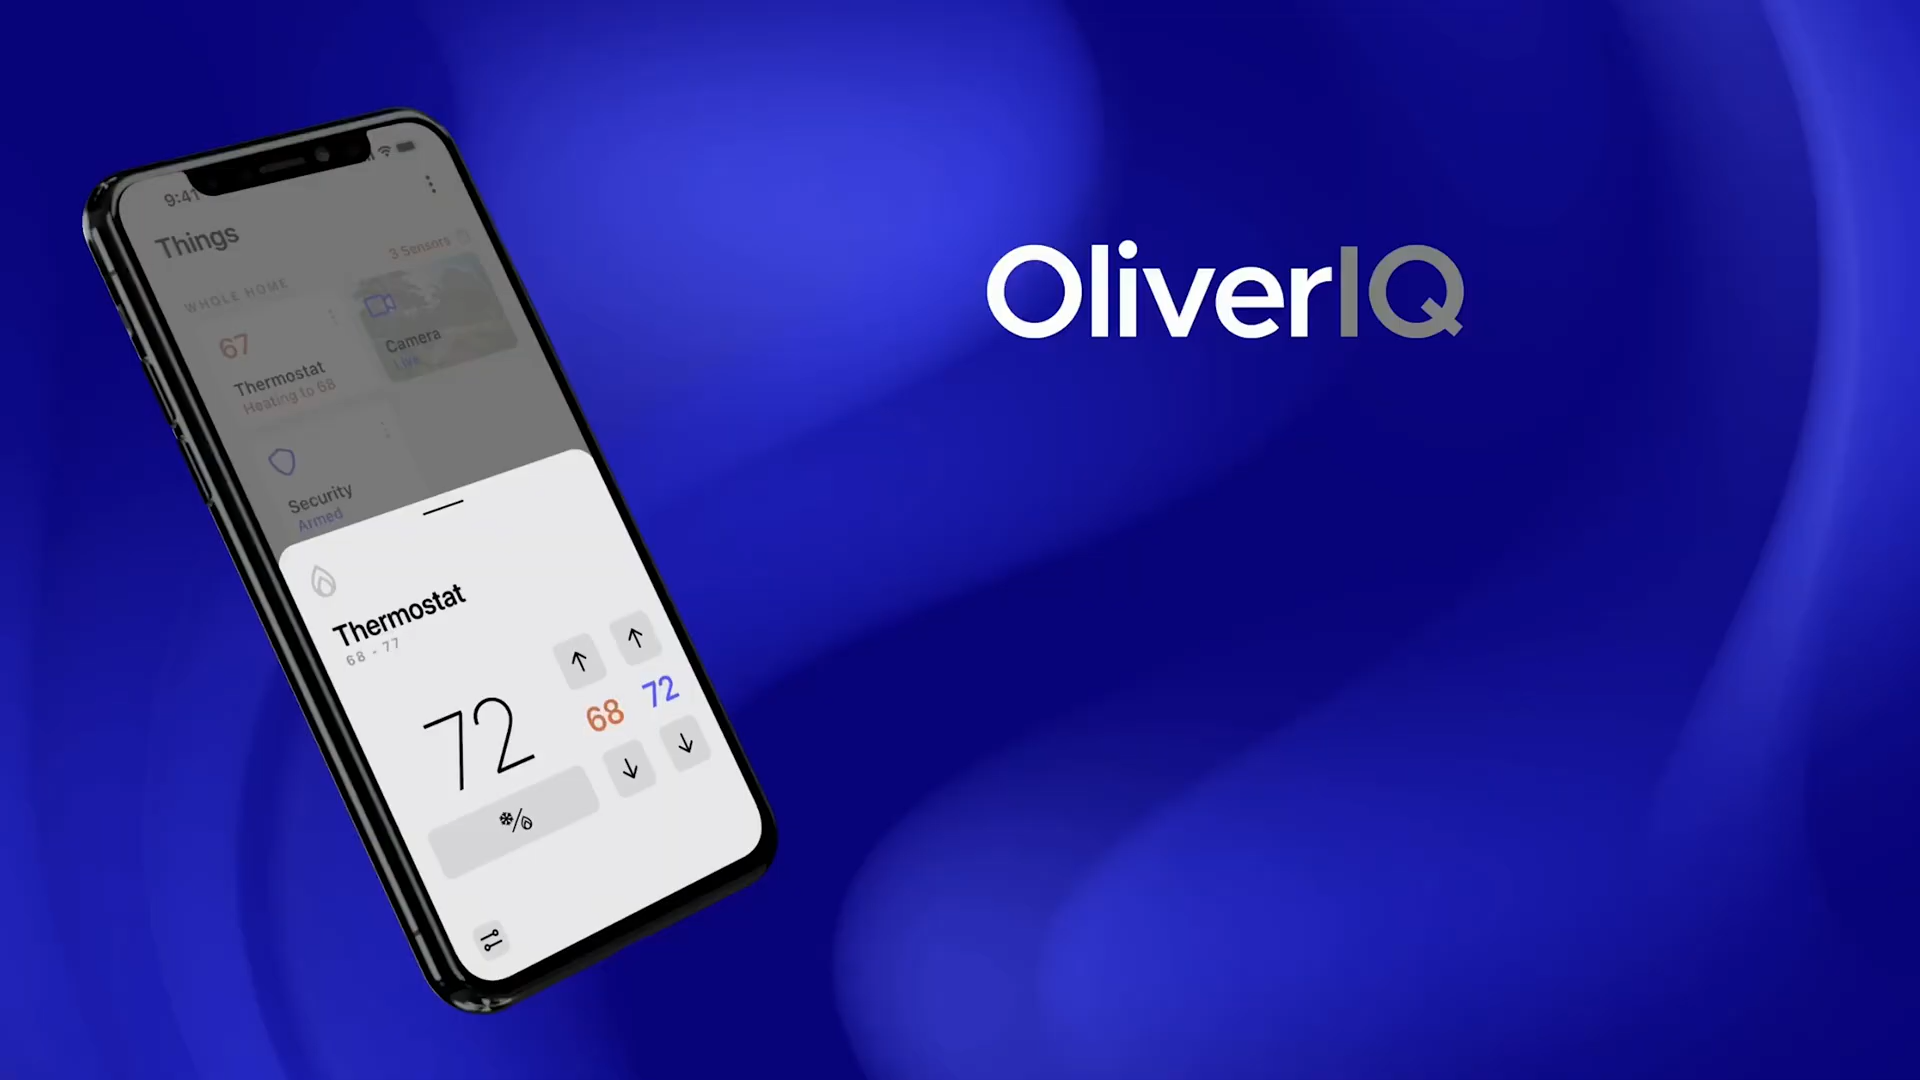 9:41
Things
3 Sensors
WHOLE HOME
67
Thermostat
Heating to 68
Camera
Live
Security
Armed
Thermostat
68 - 77
72
68
72
OliverIQ